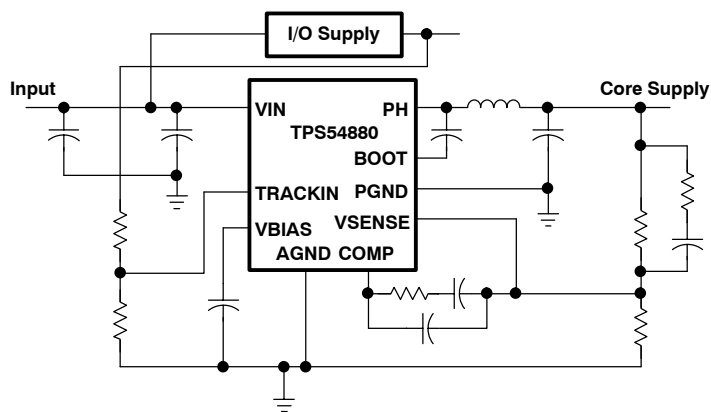 I/O Supply
Input
Core Supply
VIN
PH
TPS54880
BOOT
TRACKIN
PGND
VSENSE
VBIAS
AGND COMP